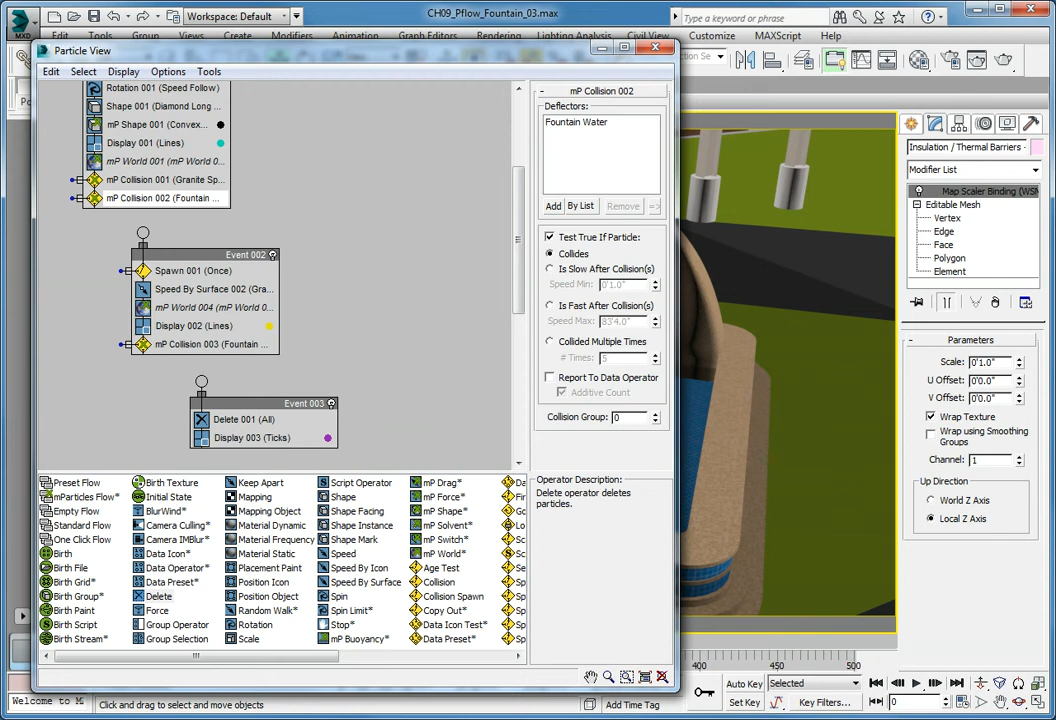 Workspace: Default
CH09_Pflow_Fountain_03.max
Type a keyword or phrase
MXD
Edit
Tools
Group
Views
Create
Modifiers
Animation
Graph Editors
Rendering
Lighting Analysis
Civil View
Customize
MAXScript
Help
Particle View
Edit Select Display Options Tools
Rotation 001 (Speed Follow)
Shape 001 (Diamond Long ...
mP Shape 001 (Convex...
Display 001 (Lines)
mP World 001 (mP World ...
mP Collision 001 (Granite Sp...
mP Collision 002 (Fountain ...
Event 002
Spawn 001 (Once)
Speed By Surface 002 (Gra...
mP World 004 (mP World 0...
Display 002 (Lines)
mP Collision 003 (Fountain ...
Event 003
Delete 001 (All)
Display 003 (Ticks)
mP Collision 002
Deflectors:
Fountain Water
Add By List Remove =>
Test True If Particle:
Collides
Is Slow After Collision(s)
Speed Min: 0'1.0"
Is Fast After Collision(s)
Speed Max: 83'4.0"
Collided Multiple Times
# Times: 5
Report To Data Operator
Additive Count
Collision Group: 0
Preset Flow
mParticles Flow*
Empty Flow
Standard Flow
One Click Flow
Birth
Birth File
Birth Grid*
Birth Group*
Birth Paint
Birth Script
Birth Stream*
Birth Texture
Initial State
BlurWind*
Camera Culling*
Camera IMBlur*
Data Icon*
Data Operator*
Data Preset*
Delete
Force
Group Operator
Group Selection
Keep Apart
Mapping
Mapping Object
Material Dynamic
Material Frequency
Material Static
Placement Paint
Position Icon
Position Object
Random Walk*
Rotation
Scale
Script Operator
Shape
Shape Facing
Shape Instance
Shape Mark
Speed
Speed By Icon
Speed By Surface
Spin
Spin Limit*
Stop*
mP Buoyancy*
mP Drag*
mP Force*
mP Shape*
mP Solvent*
mP Switch*
mP World*
Age Test
Collision
Collision Spawn
Copy Out*
Data Icon Test*
Data Preset*
Operator Description:
Delete operator deletes
particles.
Insulation / Thermal Barriers -
Modifier List
Map Scaler Binding (WSM
Editable Mesh
Vertex
Edge
Face
Polygon
Element
Parameters
Scale: 0'1.0"
U Offset: 0'0.0"
V Offset: 0'0.0"
Wrap Texture
Wrap using Smoothing
Groups
Channel: 1
Up Direction
World Z Axis
Local Z Axis
400 450 500
Auto Key Selected
Set Key Key Filters...
0
Welcome to M
Click and drag to select and move objects
Add Time Tag